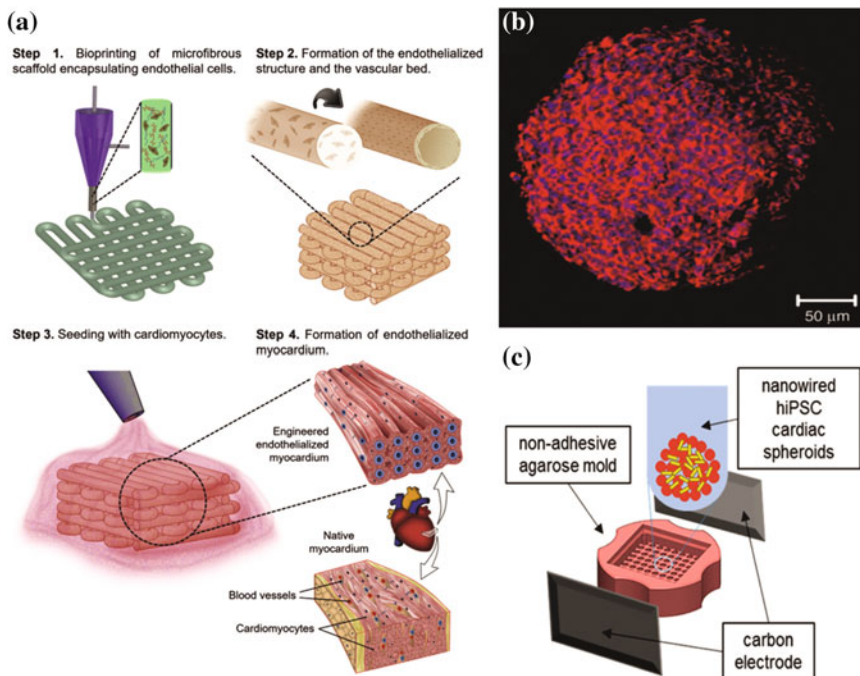 (a)
Step 1. Bioprinting of microfibrous
scaffold encapsulating endothelial cells.
Step 2. Formation of the endothelialized
structure and the vascular bed.
Step 3. Seeding with cardiomyocytes.
Step 4. Formation of endothelialized
myocardium.
Engineered
endothelialized
myocardium
Native
myocardium
Blood vessels
Cardiomyocytes
(b)
50 μm
(c)
nanowired
hiPSC
cardiac
spheroids
non-adhesive
agarose mold
carbon
electrode